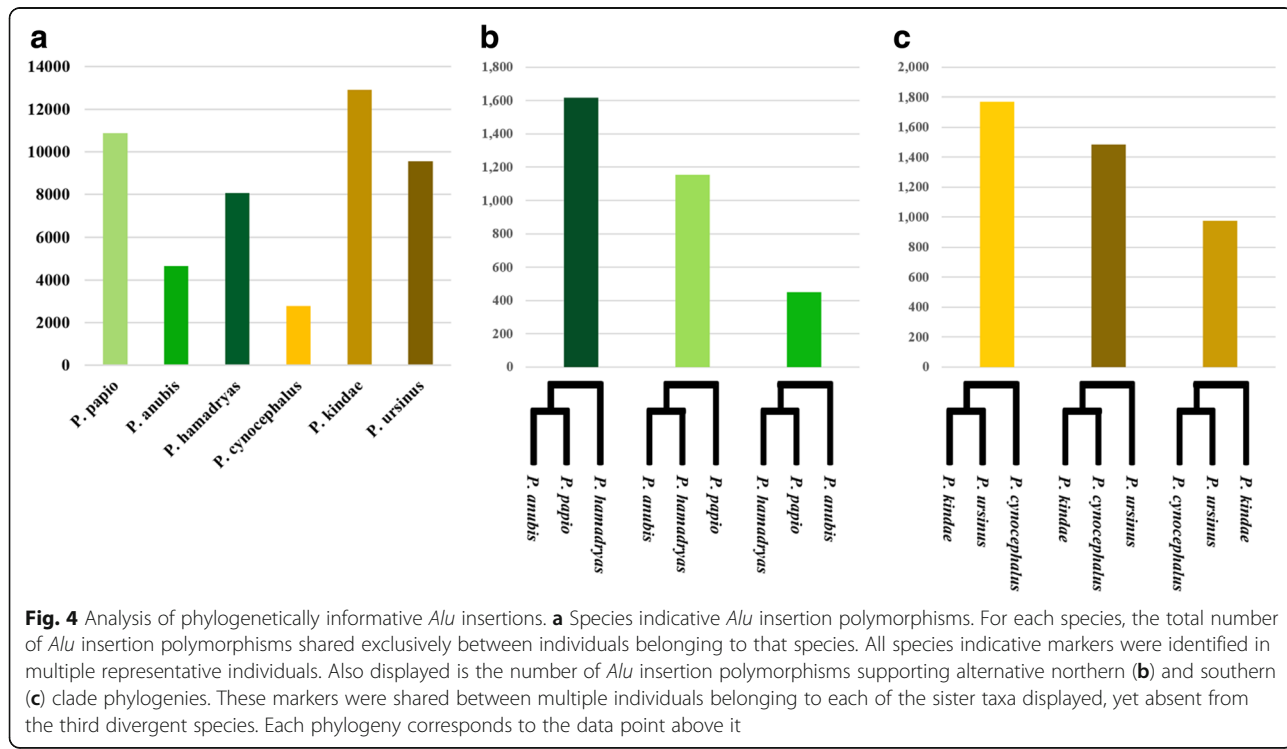 a
14000
12000
10000
8000
6000
4000
2000
0
P. papio
P. anubis
P. hamadryas
P. cynocephalus
P. kindae
P. ursinus
b
1,800
1,600
1,400
1,200
1,000
800
600
400
200
0
P. anubis
P. papio
P. hamadryas
P. anubis
P. hamadryas
P. papio
P. hamadryas
P. papio
P. anubis
c
2,000
1,800
1,600
1,400
1,200
1,000
800
600
400
200
0
P. kindae
P. ursinus
P. cynocephalus
P. kindae
P. cynocephalus
P. ursinus
P. cynocephalus
P. ursinus
P. kindae
Fig. 4 Analysis of phylogenetically informative Alu insertions. a Species indicative Alu insertion polymorphisms. For each species, the total number
of Alu insertion polymorphisms shared exclusively between individuals belonging to that species. All species indicative markers were identified in
multiple representative individuals. Also displayed is the number of Alu insertion polymorphisms supporting alternative northern (b) and southern
(c) clade phylogenies. These markers were shared between multiple individuals belonging to each of the sister taxa displayed, yet absent from
the third divergent species. Each phylogeny corresponds to the data point above it